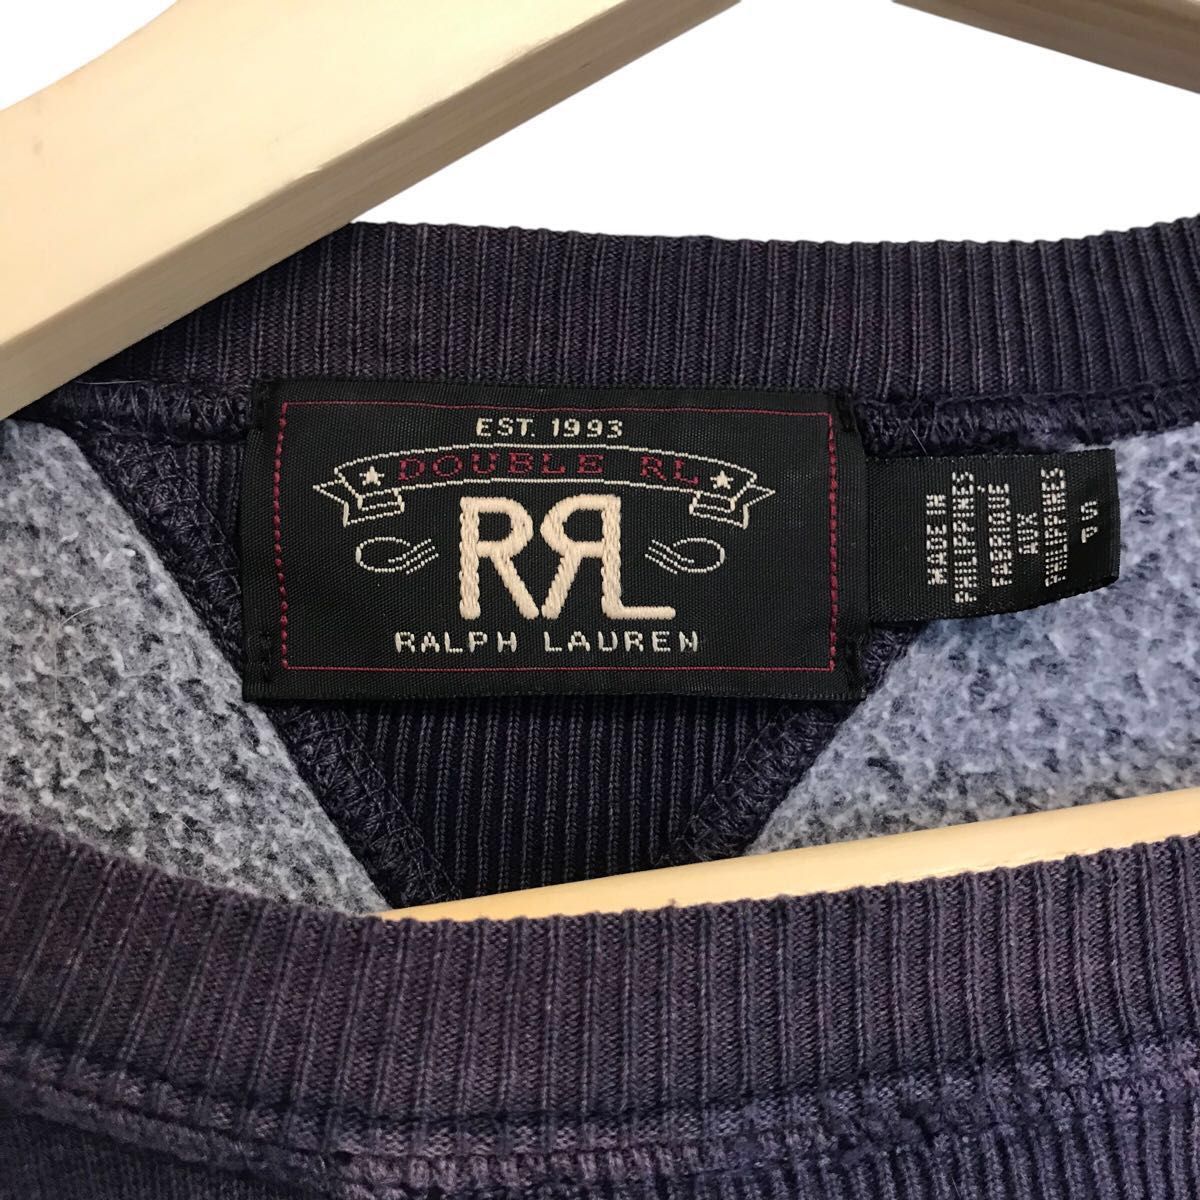 EST. 1993
DOUBLE RL
RRL
RALPH LAUREN
MADE IN
PHILIPPINES
FABRIQUÉ
AUX
PHILIPPINES